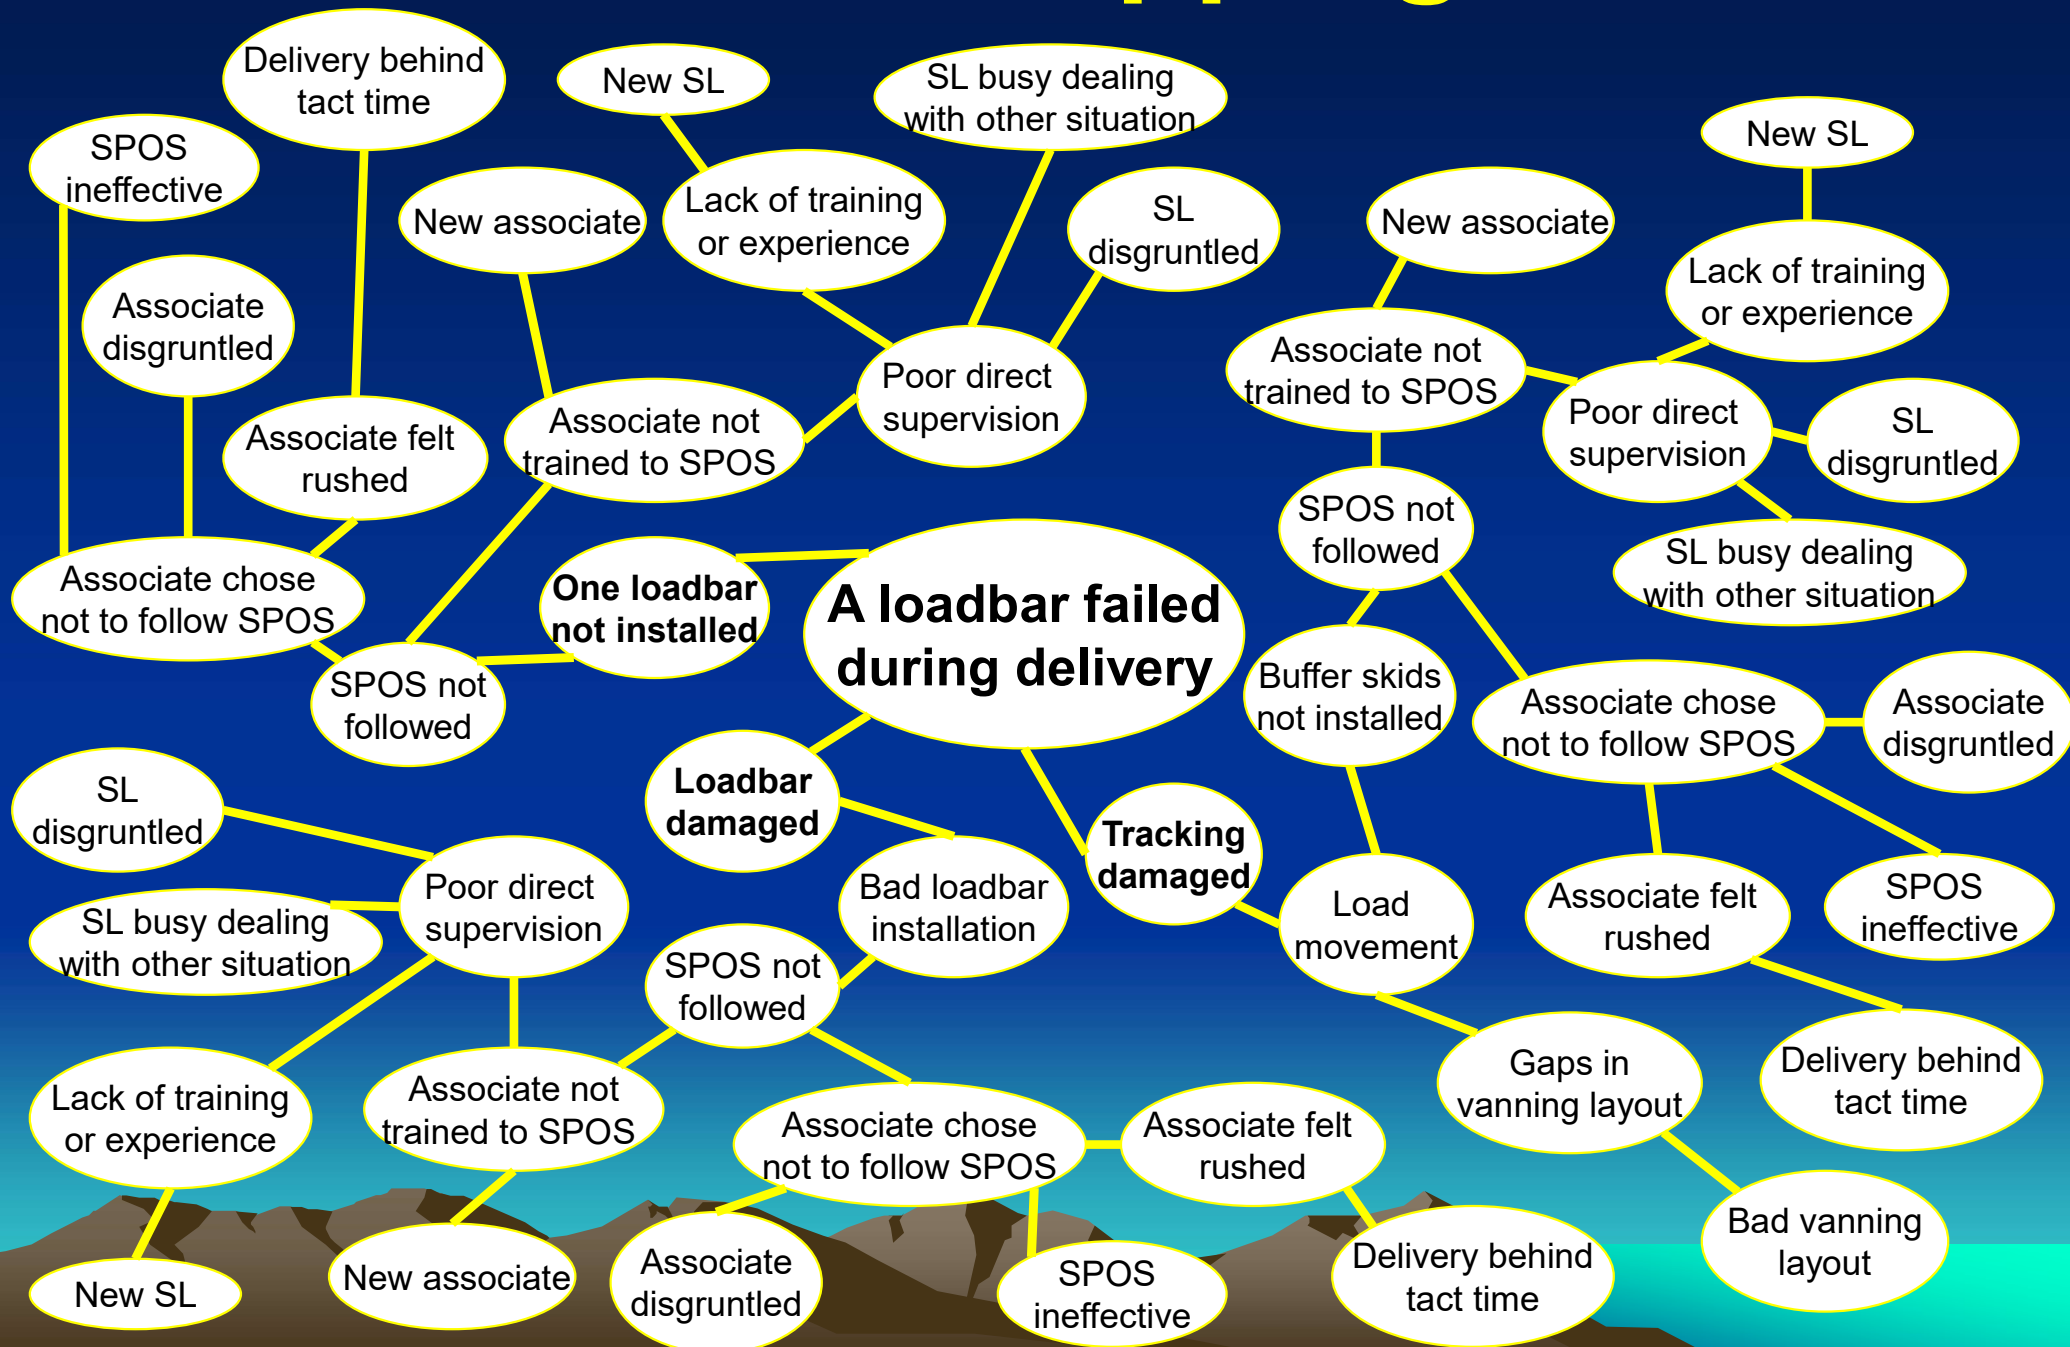 Delivery behind
tact time
New SL
SL busy dealing
with other situation
New SL
SPOS
ineffective
New associate
Lack of training
or experience
SL
disgruntled
New associate
Lack of training
or experience
Associate
disgruntled
Associate felt
rushed
Associate not
trained to SPOS
Poor direct
supervision
Associate not
trained to SPOS
Poor direct
supervision
SL
disgruntled
SPOS not
followed
SL busy dealing
with other situation
Associate chose
not to follow SPOS
One loadbar
not installed
A loadbar failed
during delivery
SPOS not
followed
Buffer skids
not installed
Associate chose
not to follow SPOS
Associate
disgruntled
SL
disgruntled
Loadbar
damaged
Tracking
damaged
Poor direct
supervision
Bad loadbar
installation
Load
movement
Associate felt
rushed
SPOS
ineffective
SL busy dealing
with other situation
SPOS not
followed
Lack of training
or experience
Associate not
trained to SPOS
Associate chose
not to follow SPOS
Associate felt
rushed
Gaps in
vanning layout
Delivery behind
tact time
New SL
New associate
Associate
disgruntled
SPOS
ineffective
Delivery behind
tact time
Bad vanning
layout